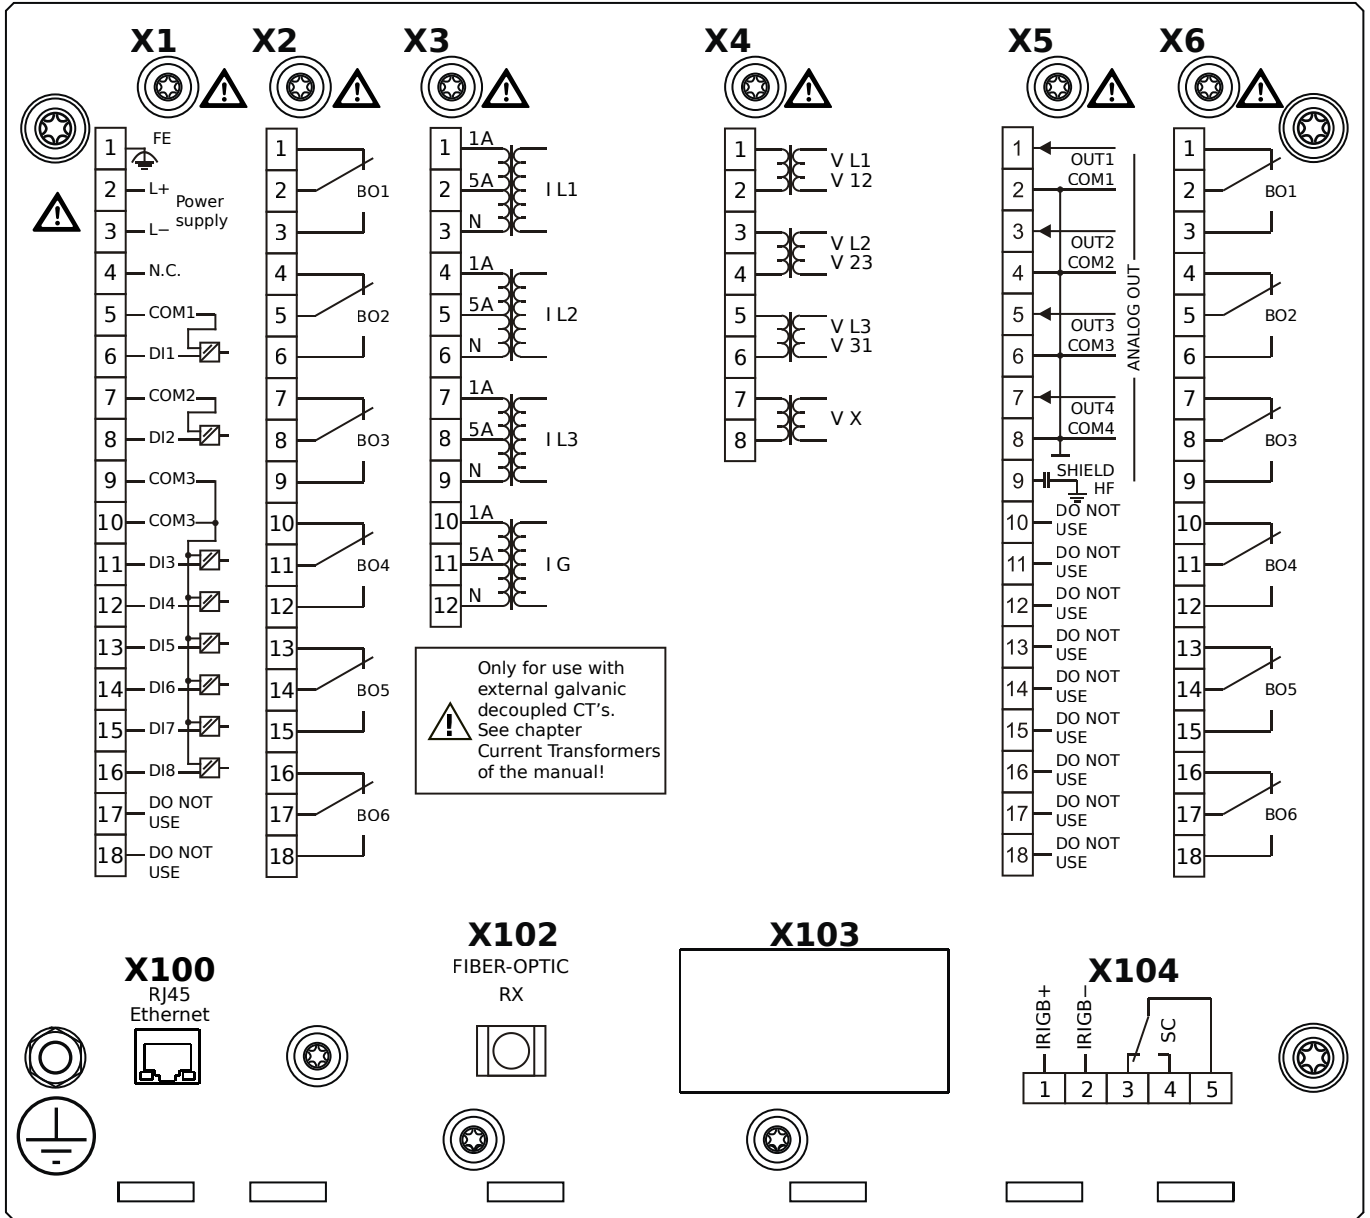 X1 X2 X3 X4 X5 X6
1 FE
2 L+
Power
supply
3 L−
4 N.C.
5 COM1
6 DI1
7 COM2
8 DI2
9 COM3
10 COM3
11 DI3
12 DI4
13 DI5
14 DI6
15 DI7
16 DI8
17 DO NOT
USE
18 DO NOT
USE
1
2 BO1
3
4
5 BO2
6
7
8 BO3
9
10
11 BO4
12
13
14 BO5
15
16
17 BO6
18
1 1A
2 5A I L1
3 N
4 1A
5 5A I L2
6 N
7 1A
8 5A I L3
9 N
10 1A
11 5A I G
12 N
Only for use with
external galvanic
decoupled CT's.
See chapter
Current Transformers
of the manual!
1 V L1
2 V 12
3 V L2
4 V 23
5 V L3
6 V 31
7 V X
8
1 OUT1
2 COM1
3 OUT2
4 COM2
5 OUT3
6 COM3
7 OUT4
8 COM4
ANALOG OUT
9 SHIELD
HF
10 DO NOT
USE
11 DO NOT
USE
12 DO NOT
USE
13 DO NOT
USE
14 DO NOT
USE
15 DO NOT
USE
16 DO NOT
USE
17 DO NOT
USE
18 DO NOT
USE
1
2 BO1
3
4
5 BO2
6
7
8 BO3
9
10
11 BO4
12
13
14 BO5
15
16
17 BO6
18
X100
RJ45
Ethernet
X102
FIBER-OPTIC
RX
X103
X104
IRIGB+
IRIGB−
SC
1 2 3 4 5